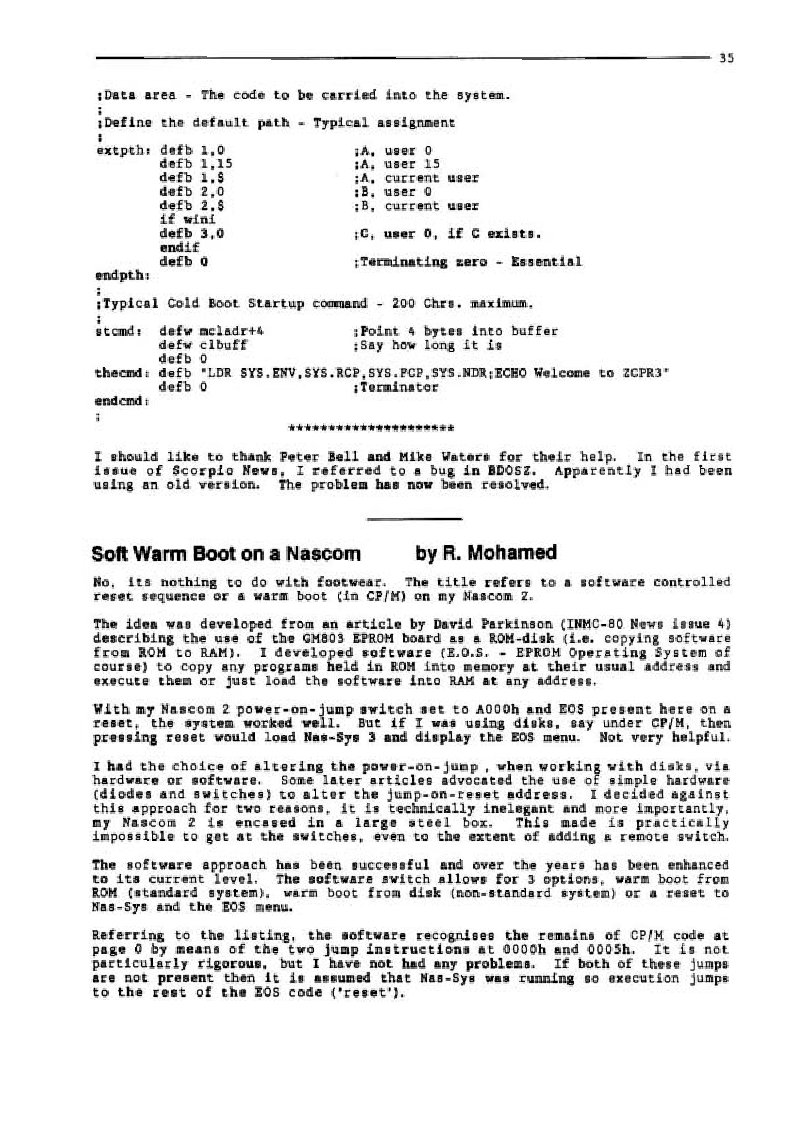 35
;Data area - The code to be carried into the system.
;
;Define the default path - Typical assignment
;
extpth: defb 1,0 ;A, user 0
defb 1,15 ;A, user 15
defb 1,$ ;A, current user
defb 2,0 ;B, user 0
defb 2,$ ;B, current user
if wini
defb 3,0 ;C, user 0, if C exists.
endif
defb 0 ;Terminating zero - Essential
endpth:
;
;Typical Cold Boot Startup command - 200 Chrs. maximum.
;
stcmd: defw mcladr+4 ;Point 4 bytes into buffer
defw clbuff ;Say how long it is
defb 0
thecmd: defb "LDR SYS.ENV,SYS.RCP,SYS.FCP,SYS.NDR;ECHO Welcome to ZCPR3"
defb 0 ;Terminator
endcmd:
;
*********************
I should like to thank Peter Bell and Mike Waters for their help. In the first
issue of Scorpio News, I referred to a bug in BDOSZ. Apparently I had been
using an old version. The problem has now been resolved.
Soft Warm Boot on a Nascom by R. Mohamed
No, its nothing to do with footwear. The title refers to a software controlled
reset sequence or a warm boot (in CP/M) on my Nascom 2.
The idea was developed from an article by David Parkinson (INMC-80 News issue 4)
describing the use of the GM803 EPROM board as a ROM-disk (i.e. copying software
from ROM to RAM). I developed software (E.O.S. - EPROM Operating System of
course) to copy any programs held in ROM into memory at their usual address and
execute them or just load the software into RAM at any address.
With my Nascom 2 power-on-jump switch set to A000h and EOS present here on a
reset, the system worked well. But if I was using disks, say under CP/M, then
pressing reset would load Nas-Sys 3 and display the EOS menu. Not very helpful.
I had the choice of altering the power-on-jump , when working with disks, via
hardware or software. Some later articles advocated the use of simple hardware
(diodes and switches) to alter the jump-on-reset address. I decided against
this approach for two reasons, it is technically inelegant and more importantly,
my Nascom 2 is encased in a large steel box. This made is practically
impossible to get at the switches, even to the extent of adding a remote switch.
The software approach has been successful and over the years has been enhanced
to its current level. The software switch allows for 3 options, warm boot from
ROM (standard system), warm boot from disk (non-standard system) or a reset to
Nas-Sys and the EOS menu.
Referring to the listing, the software recognises the remains of CP/M code at
page 0 by means of the two jump instructions at 0000h and 0005h. It is not
particularly rigorous, but I have not had any problems. If both of these jumps
are not present then it is assumed that Nas-Sys was running so execution jumps
to the rest of the EOS code ('reset').